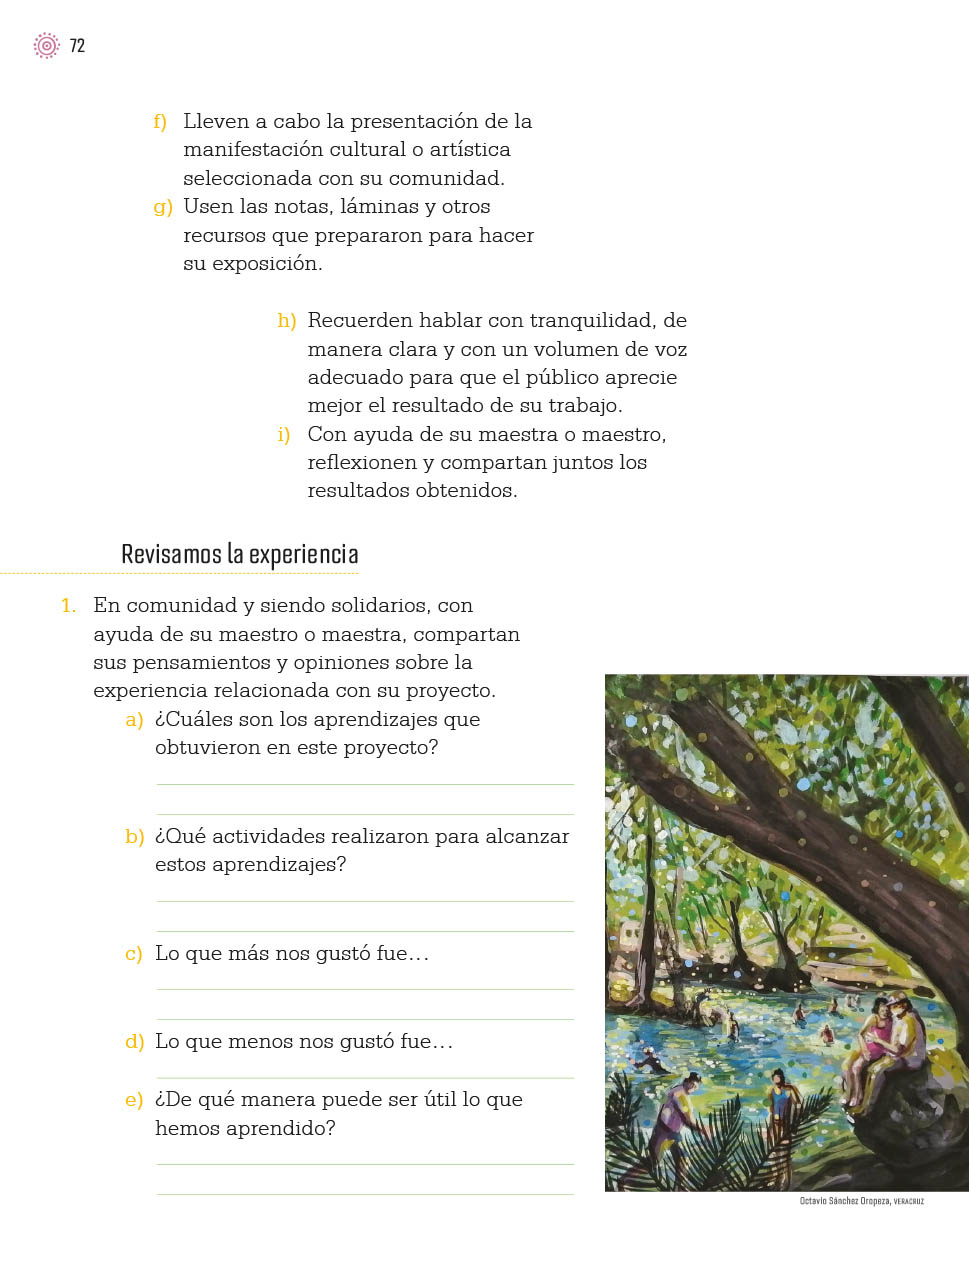 72
f) Lleven a cabo la presentación de la
manifestación cultural o artística
seleccionada con su comunidad.
g) Usen las notas, láminas y otros
recursos que prepararon para hacer
su exposición.
h) Recuerden hablar con tranquilidad, de
manera clara y con un volumen de voz
adecuado para que el público aprecie
mejor el resultado de su trabajo.
i) Con ayuda de su maestra o maestro,
reflexionen y compartan juntos los
resultados obtenidos.
Revisamos la experiencia
1. En comunidad y siendo solidarios, con
ayuda de su maestro o maestra, compartan
sus pensamientos y opiniones sobre la
experiencia relacionada con su proyecto.
a) ¿Cuáles son los aprendizajes que
obtuvieron en este proyecto?
b) ¿Qué actividades realizaron para alcanzar
estos aprendizajes?
c) Lo que más nos gustó fue...
d) Lo que menos nos gustó fue...
e) ¿De qué manera puede ser útil lo que
hemos aprendido?
Octavio Sánchez Oropeza, VERACRUZ